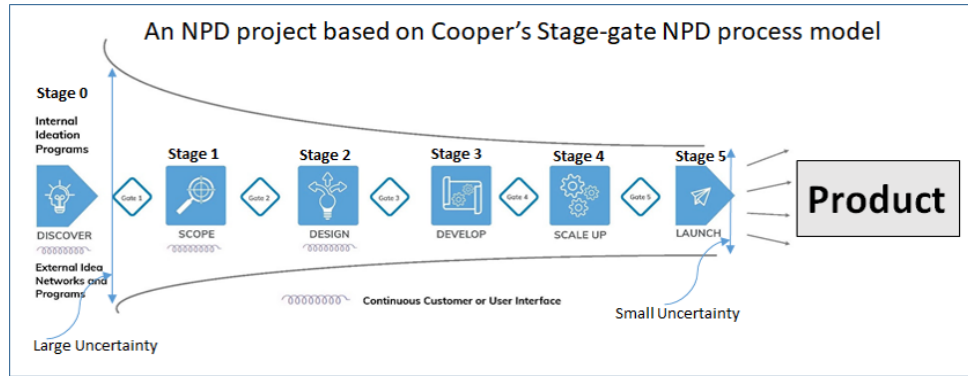 An NPD project based on Cooper's Stage-gate NPD process model
Stage 0
Internal
Ideation
Programs
Stage 1
Stage 2
Stage 3
Stage 4
Stage 5
Gate 1
Gate 2
Gate 3
Gate 4
Gate 5
Product
DISCOVER
SCOPE
DESIGN
DEVELOP
SCALE UP
LAUNCH
External Idea
Networks and
Programs
Continuous Customer or User Interface
Small Uncertainty
Large Uncertainty